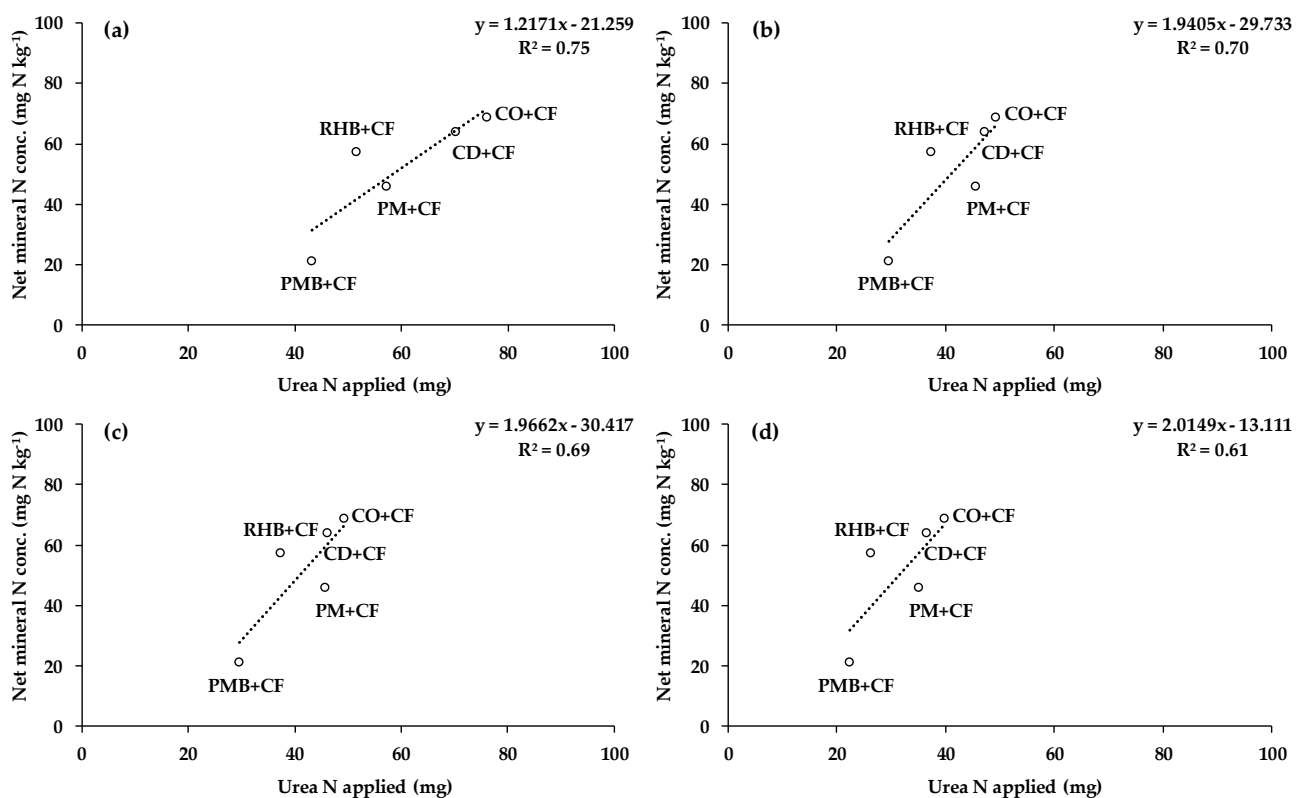 (a)
y = 1.2171x - 21.259
R² = 0.75
Net mineral N conc. (mg N kg⁻¹)
100
80
60
40
20
0
RHB+CF
CO+CF
CD+CF
PM+CF
PMB+CF
0 20 40 60 80 100
Urea N applied (mg)
(b)
y = 1.9405x - 29.733
R² = 0.70
Net mineral N conc. (mg N kg⁻¹)
100
80
60
40
20
0
RHB+CF
CO+CF
CD+CF
PM+CF
PMB+CF
0 20 40 60 80 100
Urea N applied (mg)
(c)
y = 1.9662x - 30.417
R² = 0.69
Net mineral N conc. (mg N kg⁻¹)
100
80
60
40
20
0
RHB+CF
CO+CF
CD+CF
PM+CF
PMB+CF
0 20 40 60 80 100
Urea N applied (mg)
(d)
y = 2.0149x - 13.111
R² = 0.61
Net mineral N conc. (mg N kg⁻¹)
100
80
60
40
20
0
RHB+CF
CO+CF
CD+CF
PM+CF
PMB+CF
0 20 40 60 80 100
Urea N applied (mg)